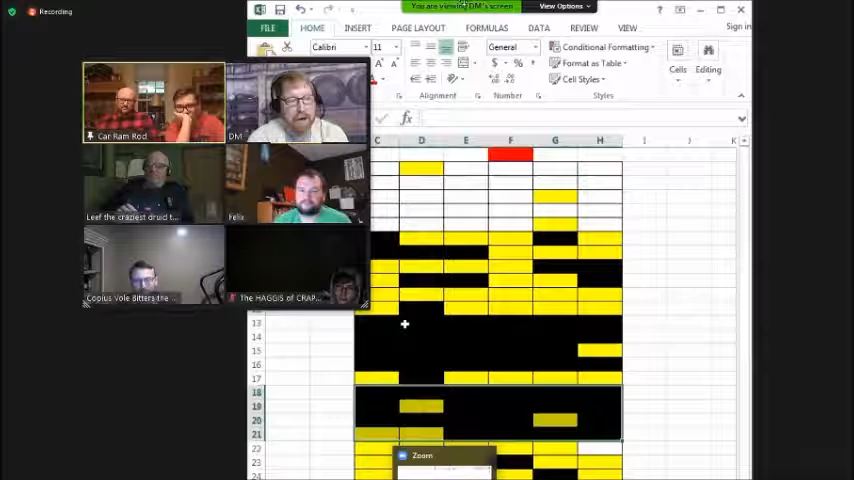 Recording
You are viewing DM's screen
View Options
Sign in
FILE
HOME
INSERT
PAGE LAYOUT
FORMULAS
DATA
REVIEW
VIEW
Calibri
11
General
Conditional Formatting
Format as Table
Cell Styles
Cells
Editing
Alignment
Number
Styles
fx
C D E F G H I J K
Car Ram Rod
DM
Leef the craziest druid t...
Felix
Copius Vole Bitters the ...
The HAGGIS of CRAP...
13
14
15
16
17
18
19
20
21
22
23
24
Zoom